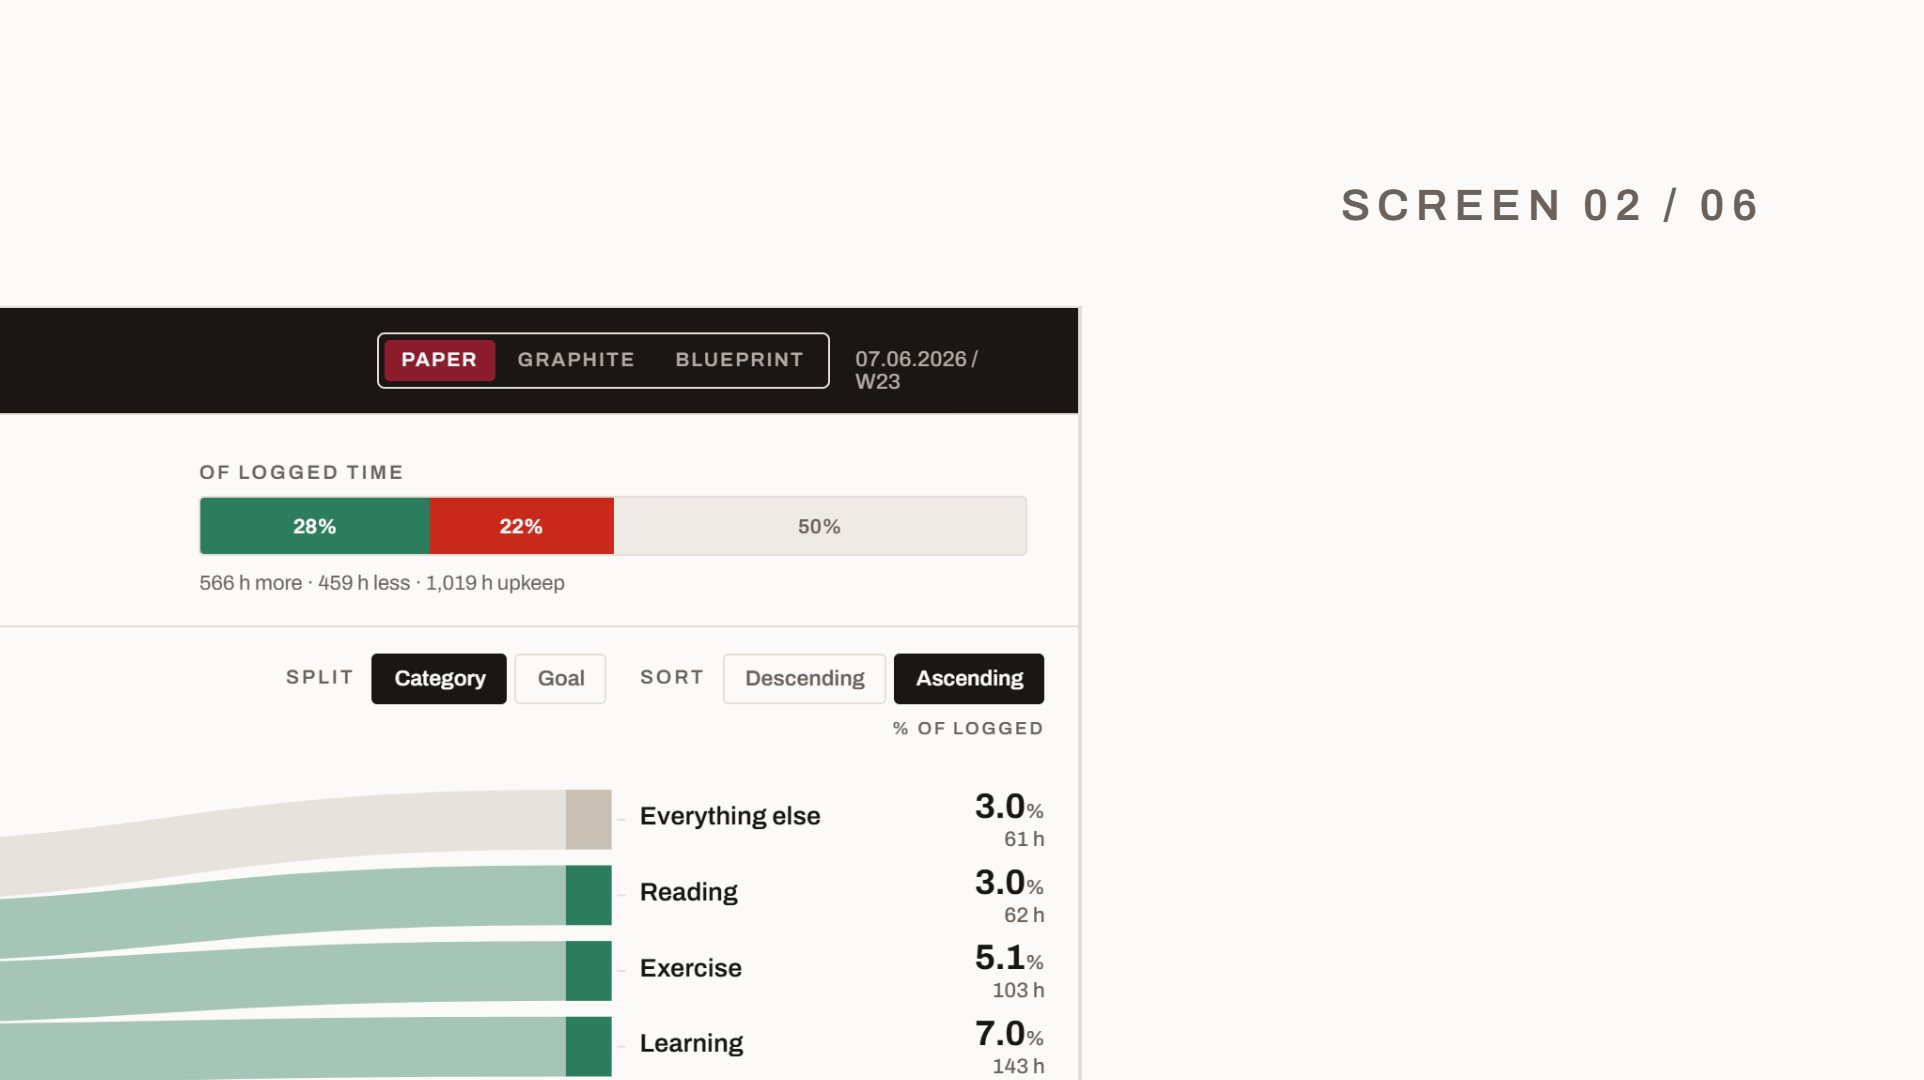 SCREEN 02 / 06
PAPER GRAPHITE BLUEPRINT
07.06.2026 /
W23
OF LOGGED TIME
28% 22% 50%
566 h more · 459 h less · 1,019 h upkeep
SPLIT Category Goal SORT Descending Ascending
% OF LOGGED
Everything else 3.0%
61 h
Reading 3.0%
62 h
Exercise 5.1%
103 h
Learning 7.0%
143 h